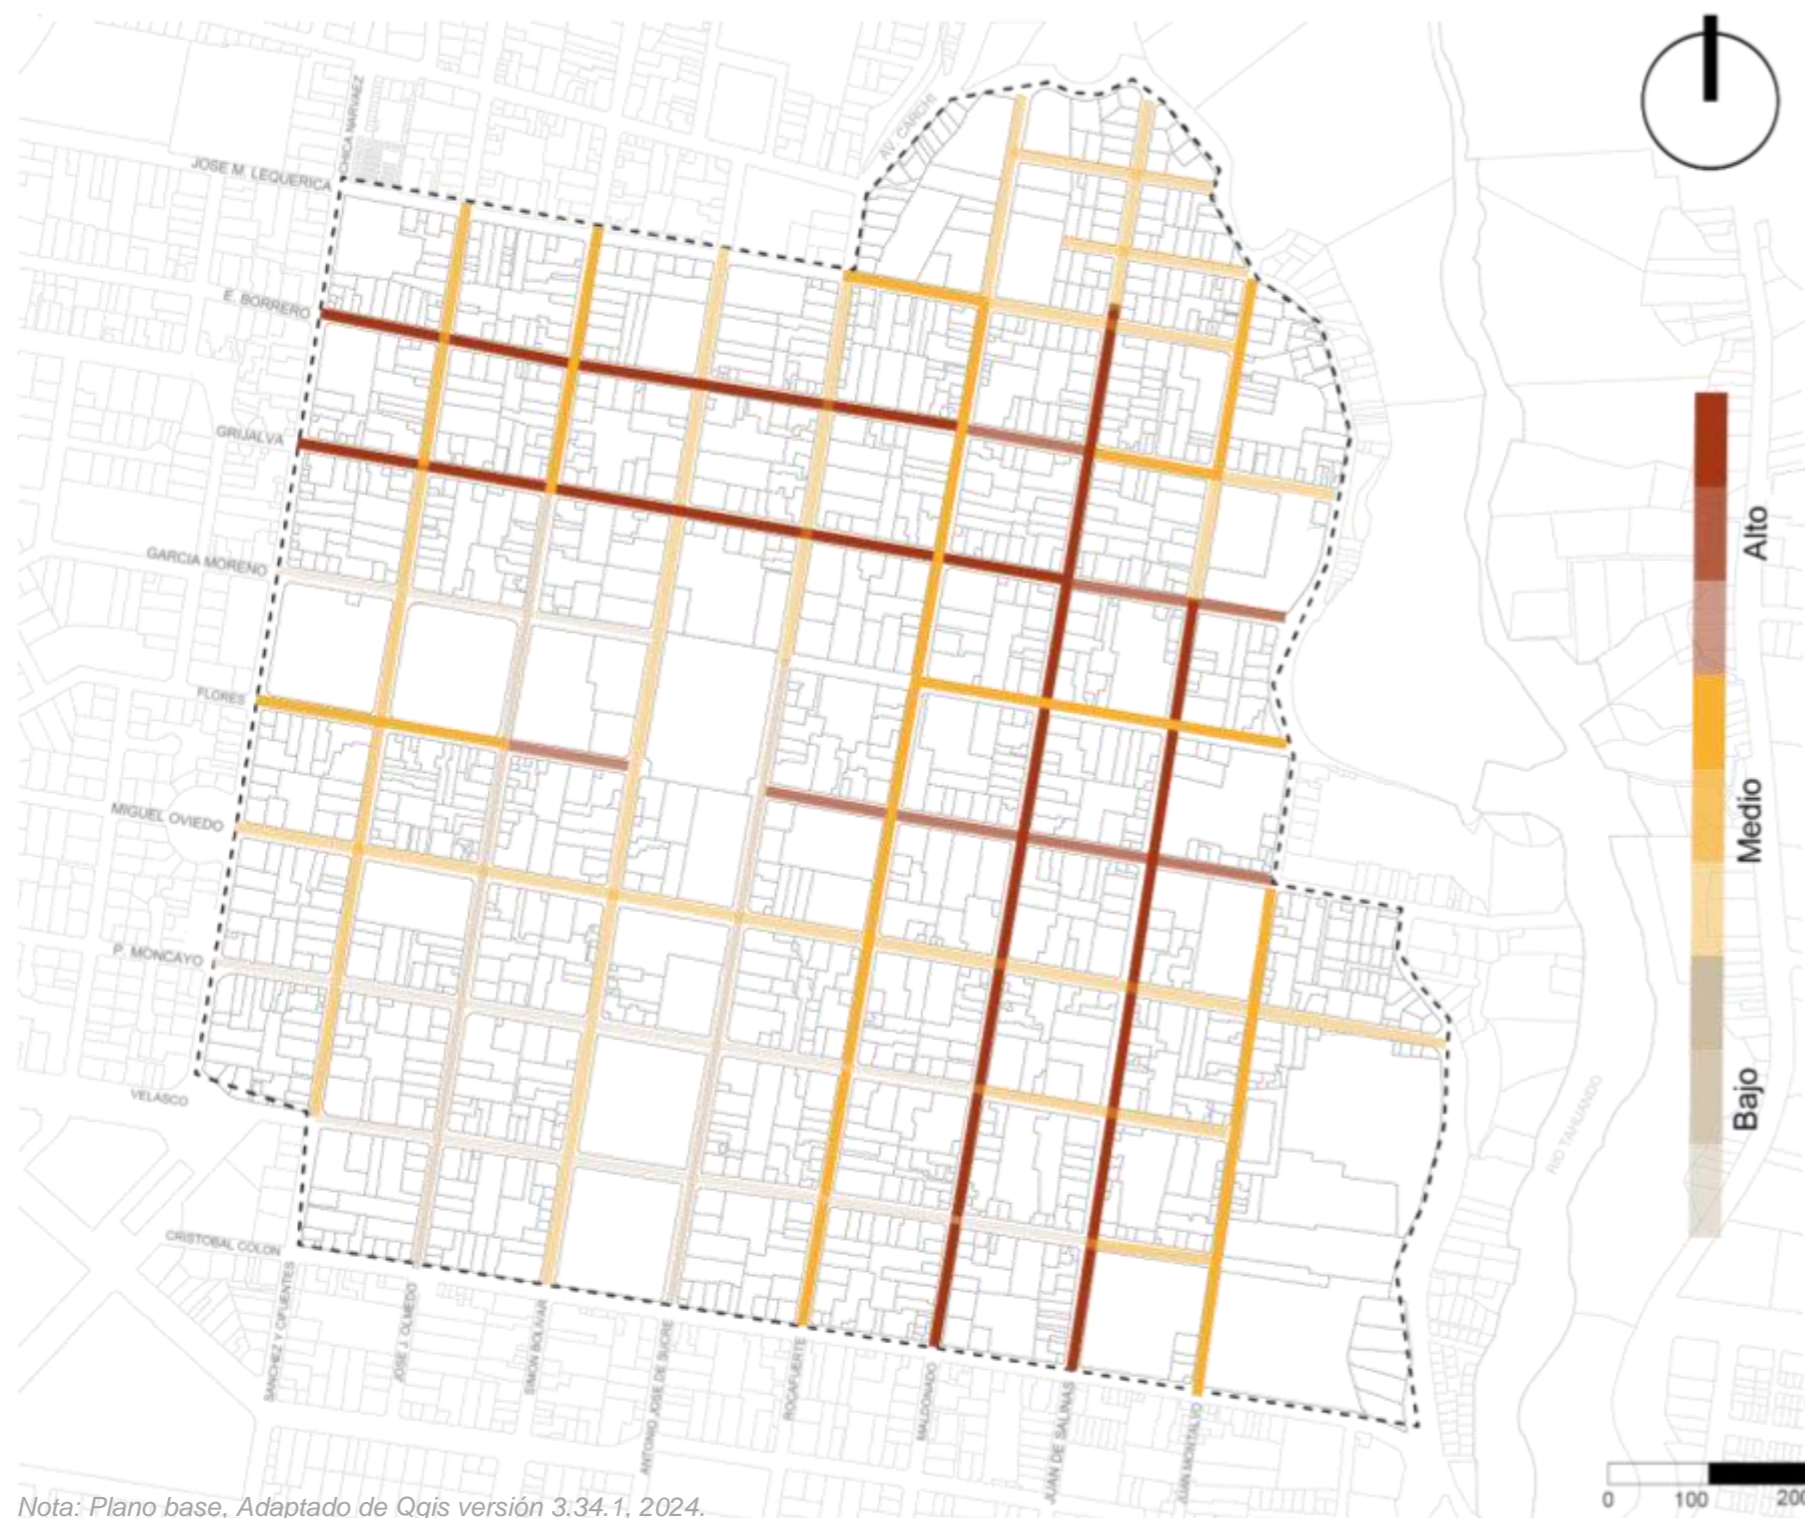 CHICA NARVAEZ
AV. CARCHI
JOSE M. LEQUERICA
E. BORRERO
GRIJALVA
GARCIA MORENO
FLORES
MIGUEL OVIEDO
P. MONCAYO
VELASCO
CRISTOBAL COLON
SANCHEZ Y CIFUENTES
JOSE J. OLMEDO
SIMON BOLIVAR
ANTONIO JOSE DE SUCRE
ROCAFUERTE
MALDONADO
JUAN DE SALINAS
JUAN MONTALVO
RIO TAHUANDO
Alto
Medio
Bajo
0 100 200
Nota: Plano base, Adaptado de Qgis versión 3.34.1, 2024.